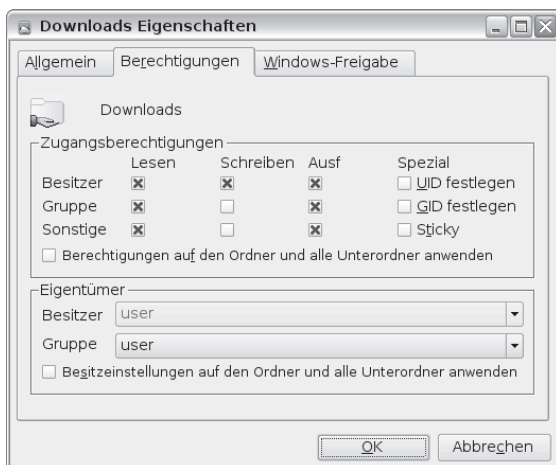 Downloads Eigenschaften
Allgemein Berechtigungen Windows-Freigabe
Downloads
Zugangsberechtigungen
Lesen Schreiben Ausf Spezial
Besitzer UID festlegen
Gruppe GID festlegen
Sonstige Sticky
Berechtigungen auf den Ordner und alle Unterordner anwenden
Eigentümer
Besitzer user
Gruppe user
Besitzeinstellungen auf den Ordner und alle Unterordner anwenden
OK Abbrechen